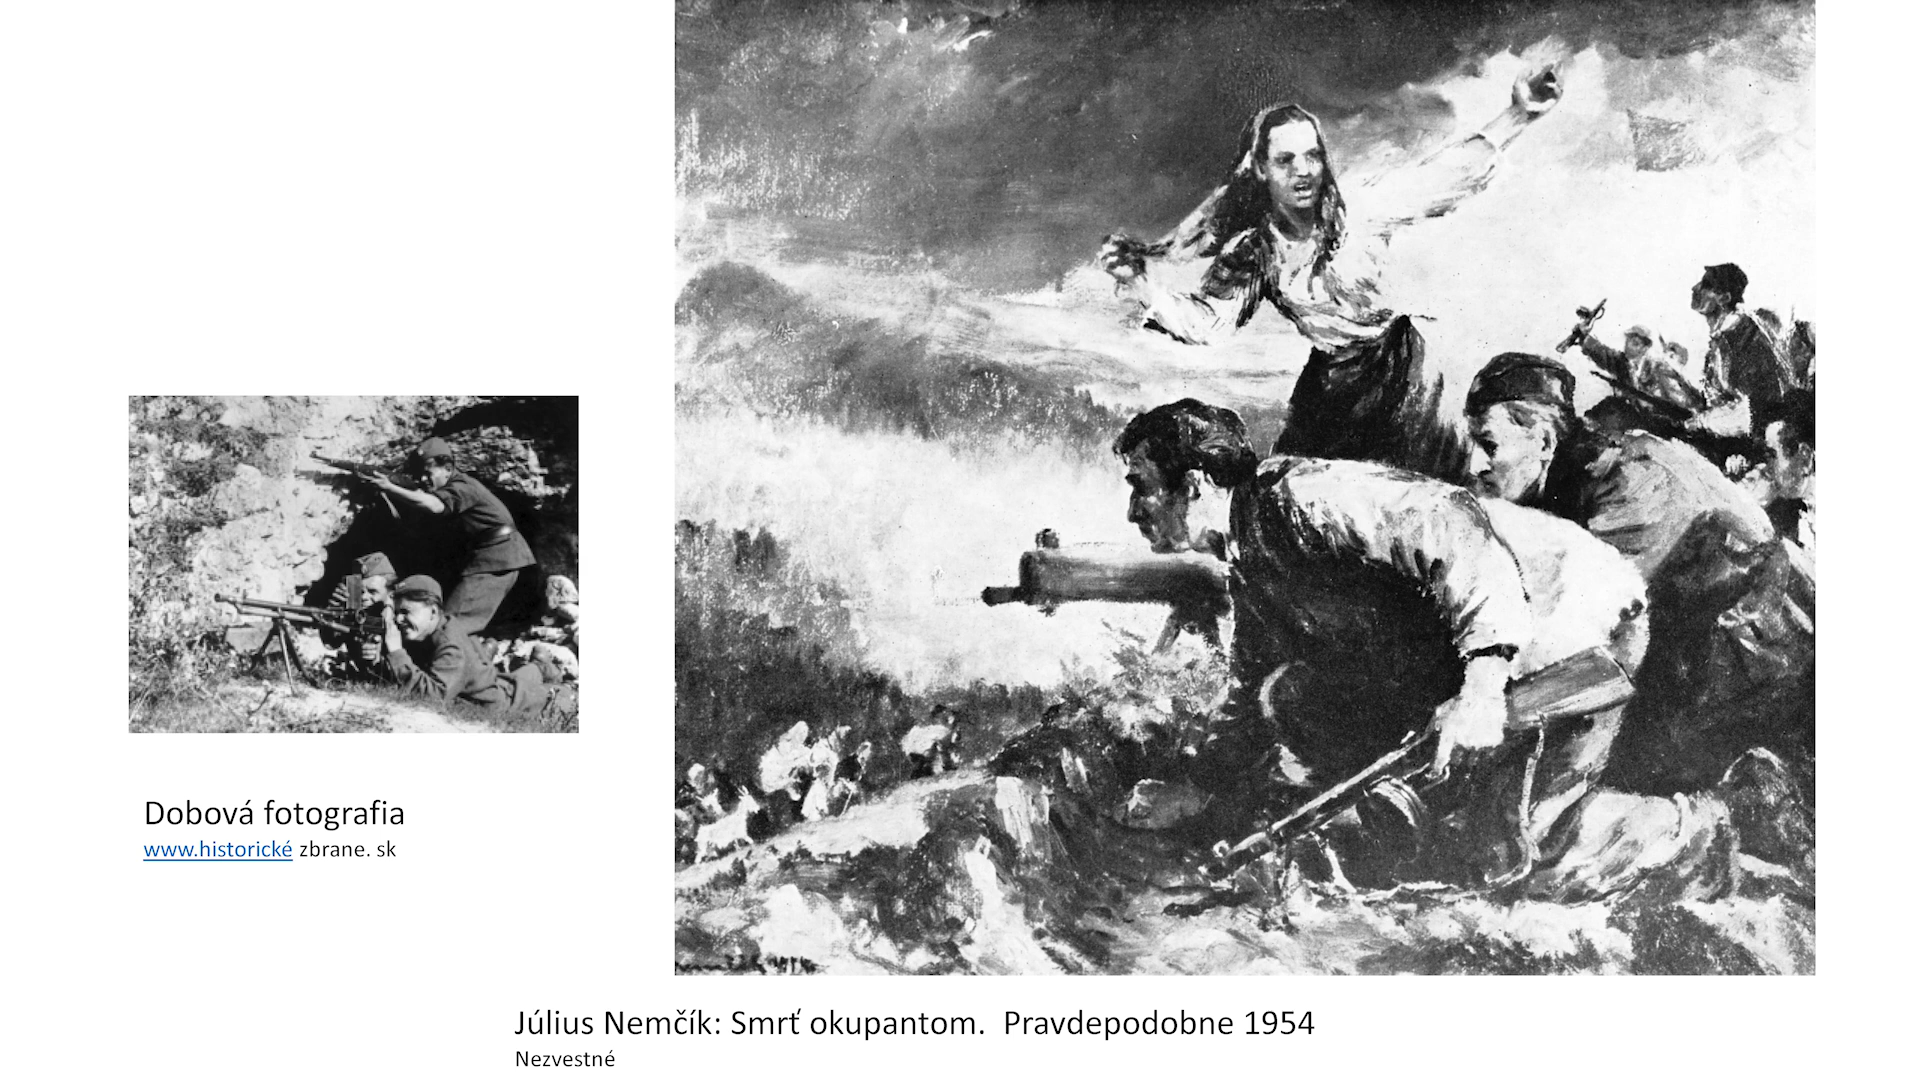 Dobová fotografia
www.historické zbrane. sk
Július Nemčík: Smrť okupantom.  Pravdepodobne 1954
Nezvestné